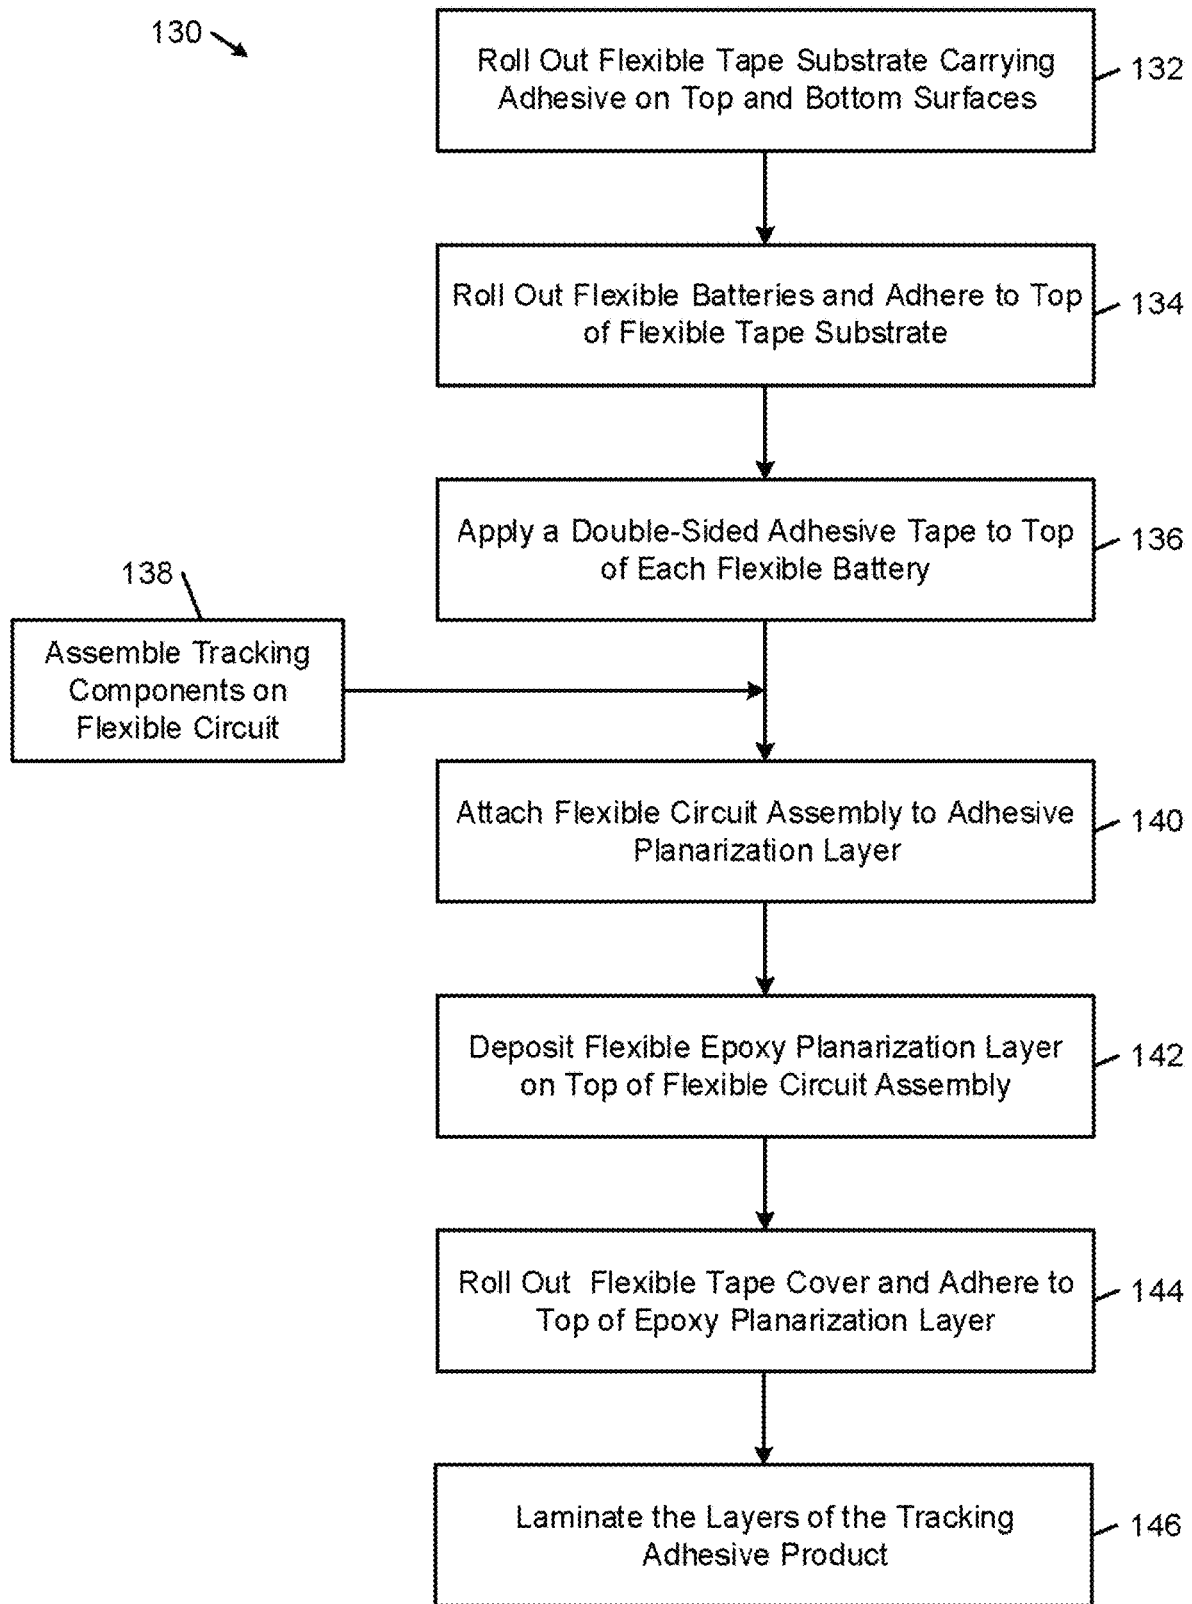 130
Roll Out Flexible Tape Substrate Carrying
Adhesive on Top and Bottom Surfaces
132
Roll Out Flexible Batteries and Adhere to Top
of Flexible Tape Substrate
134
Apply a Double-Sided Adhesive Tape to Top
of Each Flexible Battery
136
138
Assemble Tracking
Components on
Flexible Circuit
Attach Flexible Circuit Assembly to Adhesive
Planarization Layer
140
Deposit Flexible Epoxy Planarization Layer
on Top of Flexible Circuit Assembly
142
Roll Out Flexible Tape Cover and Adhere to
Top of Epoxy Planarization Layer
144
Laminate the Layers of the Tracking
Adhesive Product
146